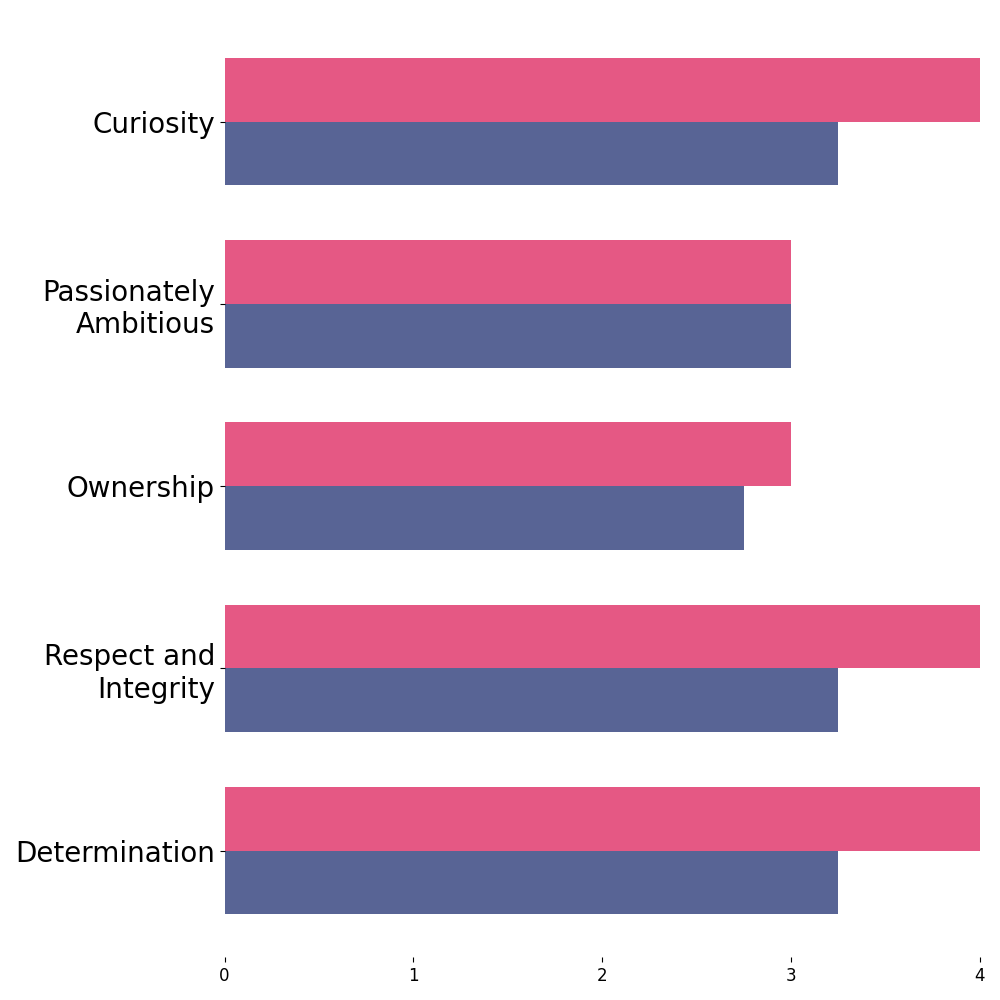 Curiosity
Passionately
Ambitious
Ownership
Respect and
Integrity
Determination
0 1 2 3 4